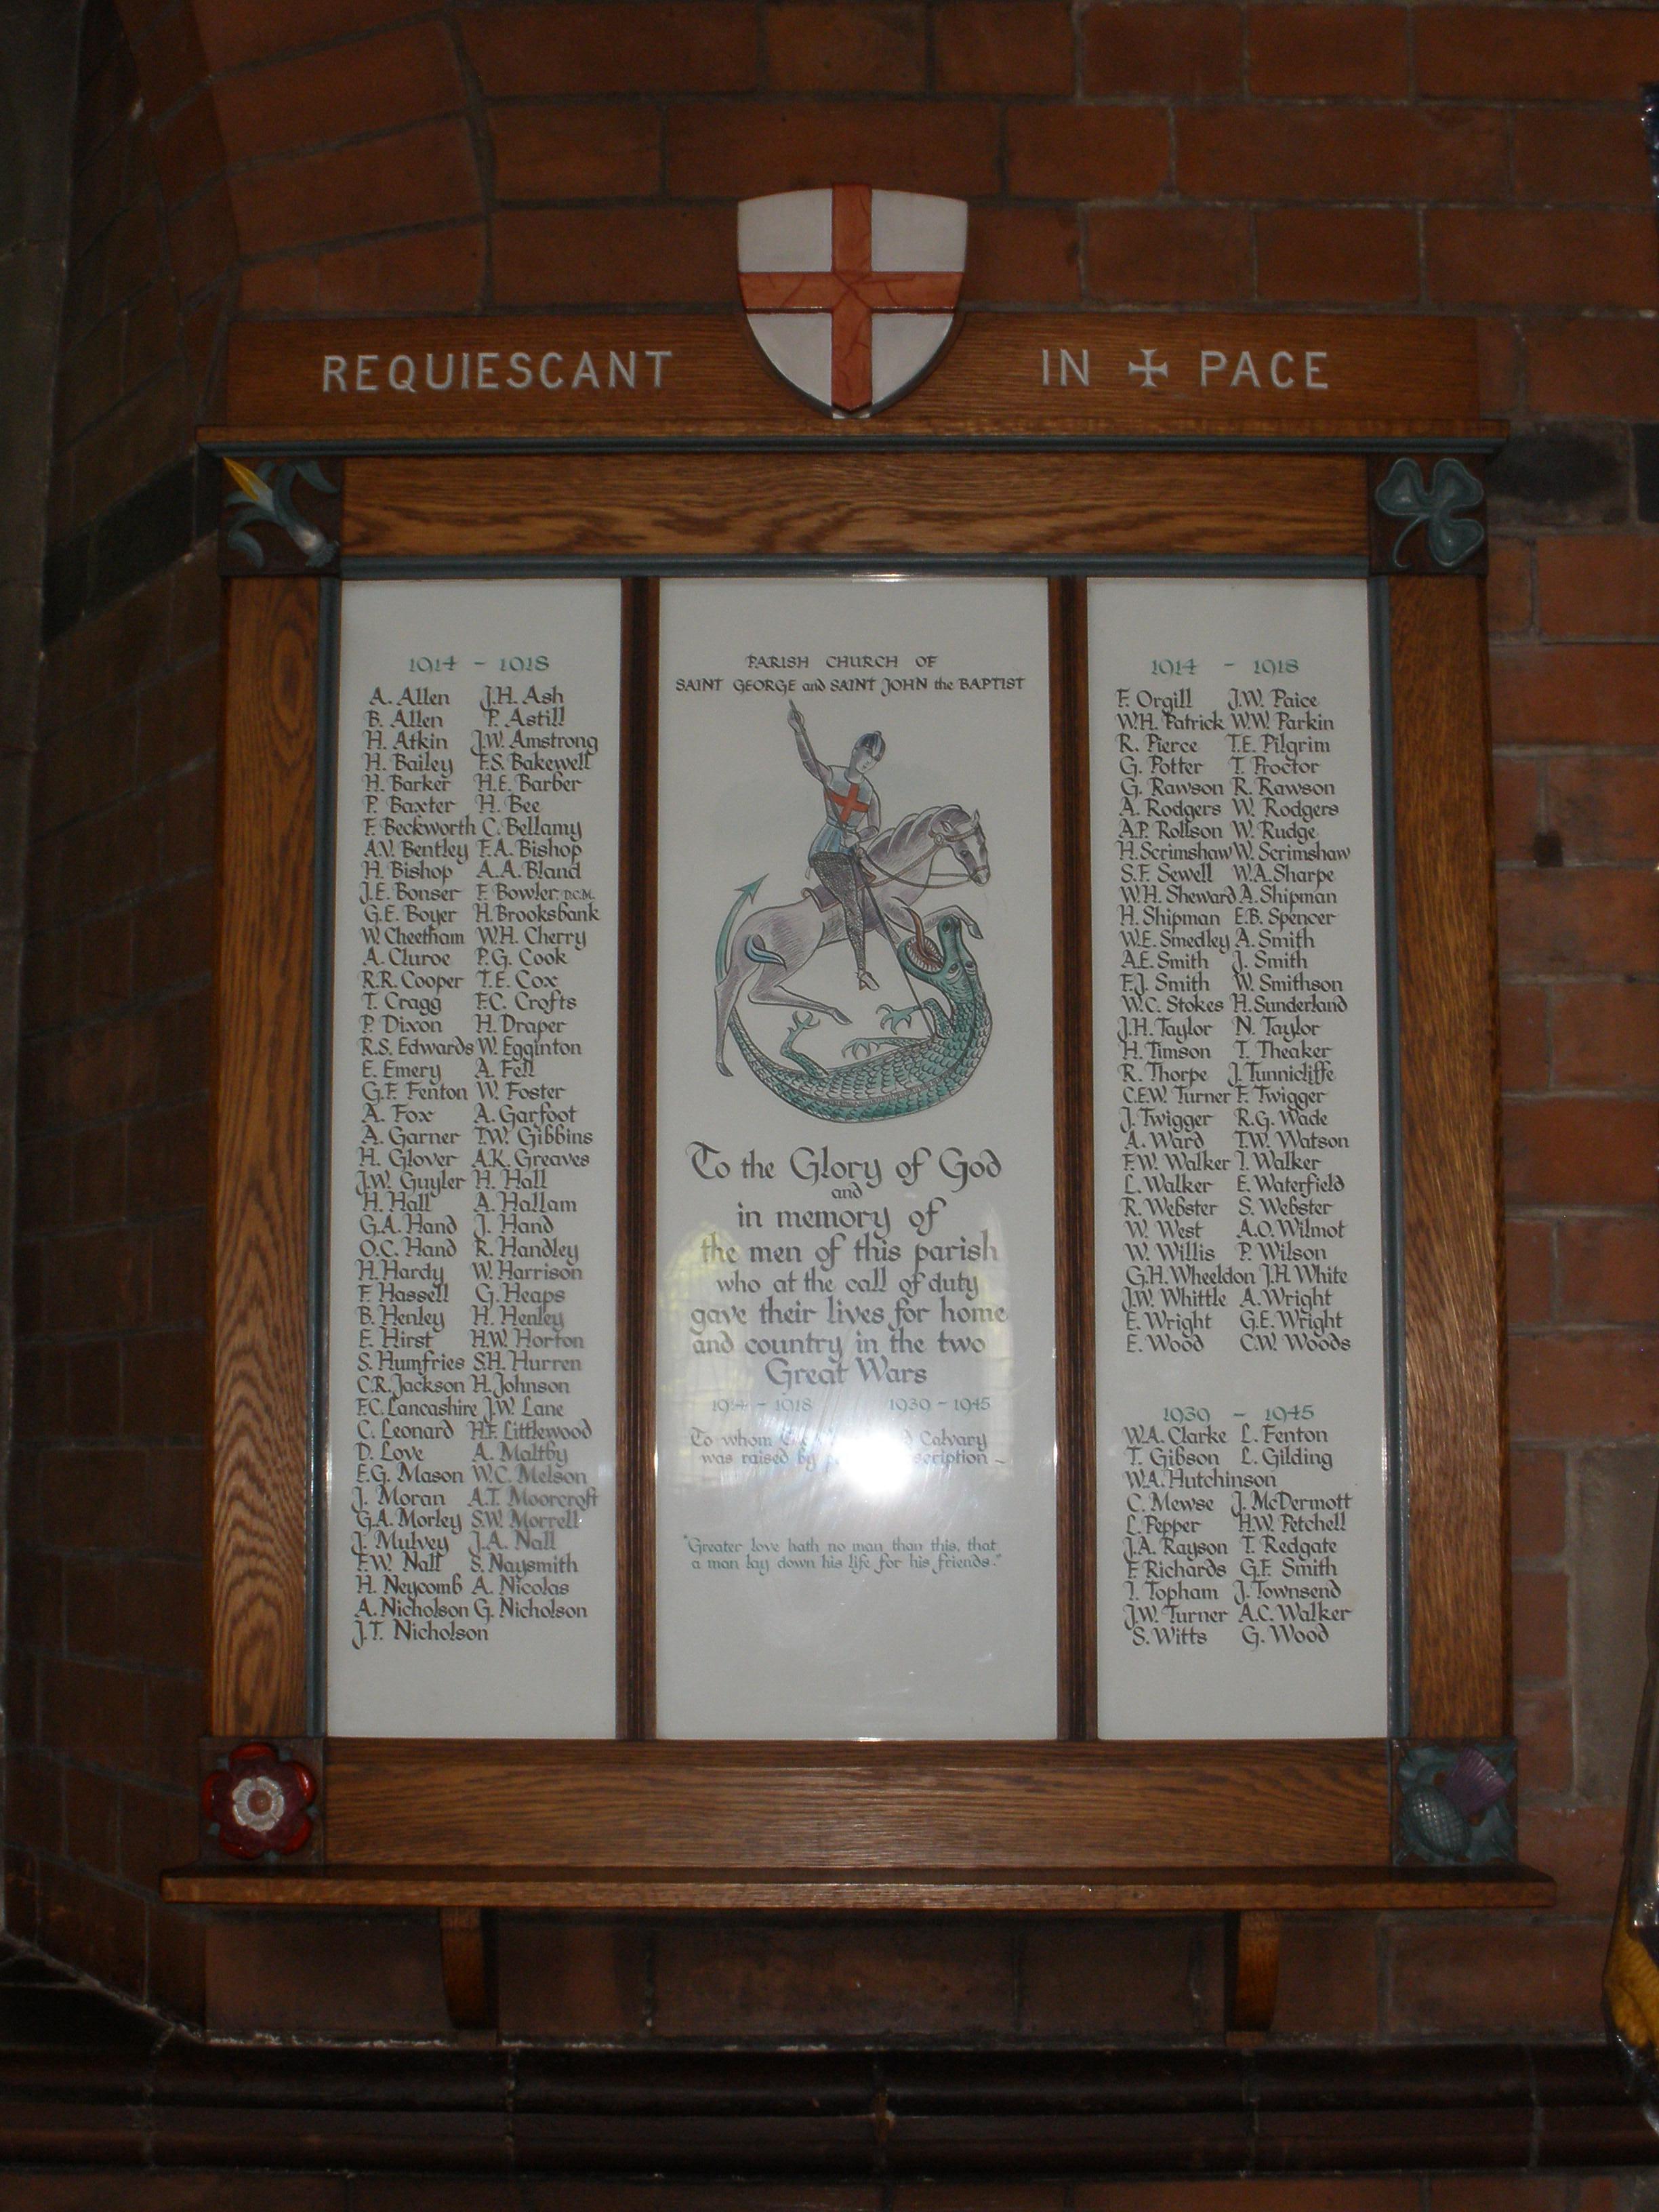 REQUIESCANT IN PACE
1914 - 1918
A. Allen J.H. Ash
B. Allen P. Astill
H. Atkin J.W. Amstrong
H. Bailey F.S. Bakewell
H. Barker H.E. Barber
P. Baxter H. Bee
F. Beckworth C. Bellamy
A.V. Bentley F.A. Bishop
H. Bishop A.A. Bland
J.E. Bonser F. Bowler D.C.M.
G.E. Boyer H. Brooksbank
W. Cheetham W.H. Cherry
A. Cluroe P.G. Cook
R.R. Cooper T.E. Cox
T. Cragg F.C. Crofts
P. Dixon H. Draper
R.S. Edwards W. Egginton
E. Emery A. Fell
G.F. Fenton W. Foster
A. Fox A. Garfoot
A. Garner T.W. Gibbins
H. Glover A.K. Greaves
J.W. Guyler H. Hall
H. Hall A. Hallam
G.A. Hand J. Hand
O.C. Hand R. Handley
H. Hardy W. Harrison
F. Hassell G. Heaps
B. Henley H. Henley
E. Hirst H.W. Horton
S. Humfries S.H. Hurren
C.R. Jackson H. Johnson
F.C. Lancashire J.W. Lane
C. Leonard H.F. Littlewood
D. Love A. Maltby
E.G. Mason W.C. Melson
J. Moran A.T. Moorcroft
G.A. Morley S.W. Morrell
J. Mulvey J.A. Nall
F.W. Nall S. Naysmith
H. Neycomb A. Nicolas
A. Nicholson G. Nicholson
J.T. Nicholson
PARISH CHURCH OF
SAINT GEORGE and SAINT JOHN the BAPTIST
To the Glory of God
and
in memory of
the men of this parish
who at the call of duty
gave their lives for home
and country in the two
Great Wars
1914 - 1918 1939 - 1945
To whom Calvary
was raised by
"Greater love hath no man than this, that
a man lay down his life for his friends."
1914 - 1918
F. Orgill J.W. Paice
W.H. Patrick W.W. Parkin
R. Pierce T.E. Pilgrim
G. Potter T. Proctor
G. Rawson R. Rawson
A. Rodgers W. Rodgers
A.P. Rollson W. Rudge
H. Scrimshaw W. Scrimshaw
S.F. Sewell W.A. Sharpe
W.H. Sheward A. Shipman
H. Shipman E.B. Spencer
W.E. Smedley A. Smith
A.E. Smith J. Smith
F.J. Smith W. Smithson
W.C. Stokes H. Sunderland
J.H. Taylor N. Taylor
H. Timson T. Theaker
R. Thorpe J. Tunnicliffe
C.E.W. Turner F. Twigger
J. Twigger R.G. Wade
A. Ward T.W. Watson
F.W. Walker I. Walker
L. Walker E. Waterfield
R. Webster S. Webster
W. West A.O. Wilmot
W. Willis P. Wilson
G.H. Wheeldon J.H. White
J.W. Whittle A. Wright
E. Wright G.E. Wright
E. Wood C.W. Woods
1939 - 1945
W.A. Clarke L. Fenton
T. Gibson L. Gilding
W.A. Hutchinson
C. Mewse J. McDermott
L. Pepper H.W. Petchell
J.A. Rayson T. Redgate
F. Richards G.F. Smith
I. Topham J. Townsend
J.W. Turner A.C. Walker
S. Witts G. Wood